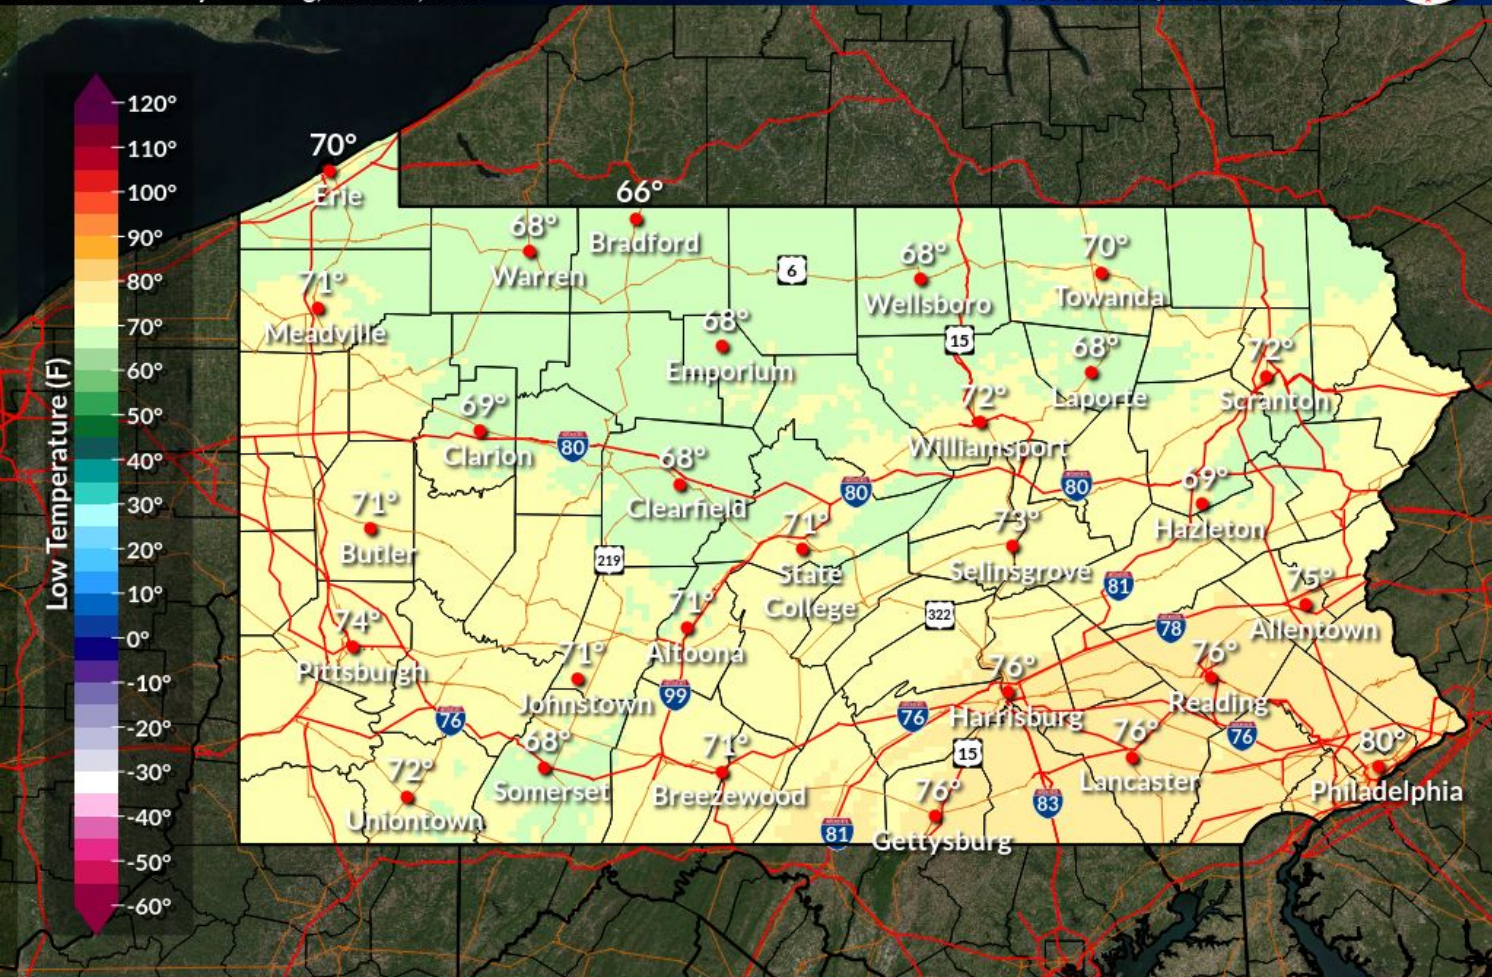 120°
110°
100°
90°
80°
70°
60°
50°
40°
30°
20°
10°
0°
-10°
-20°
-30°
-40°
-50°
-60°
Low Temperature (F)
70°
Erie
66°
Bradford
68°
Warren
6
68°
Wellsboro
70°
Towanda
71°
Meadville
68°
Emporium
15
68°
Laporte
72°
Scranton
69°
Clarion
80
72°
Williamsport
68°
Clearfield
80
80
69°
Hazleton
71°
Butler
71°
State
College
73°
Selinsgrove
219
81
75°
Allentown
74°
Pittsburgh
71°
Altoona
322
78
71°
Johnstown
99
76°
Harrisburg
76°
Reading
76
76
76
68°
Somerset
71°
Breezewood
15
76°
Lancaster
80°
Philadelphia
72°
Uniontown
76°
Gettysburg
83
81